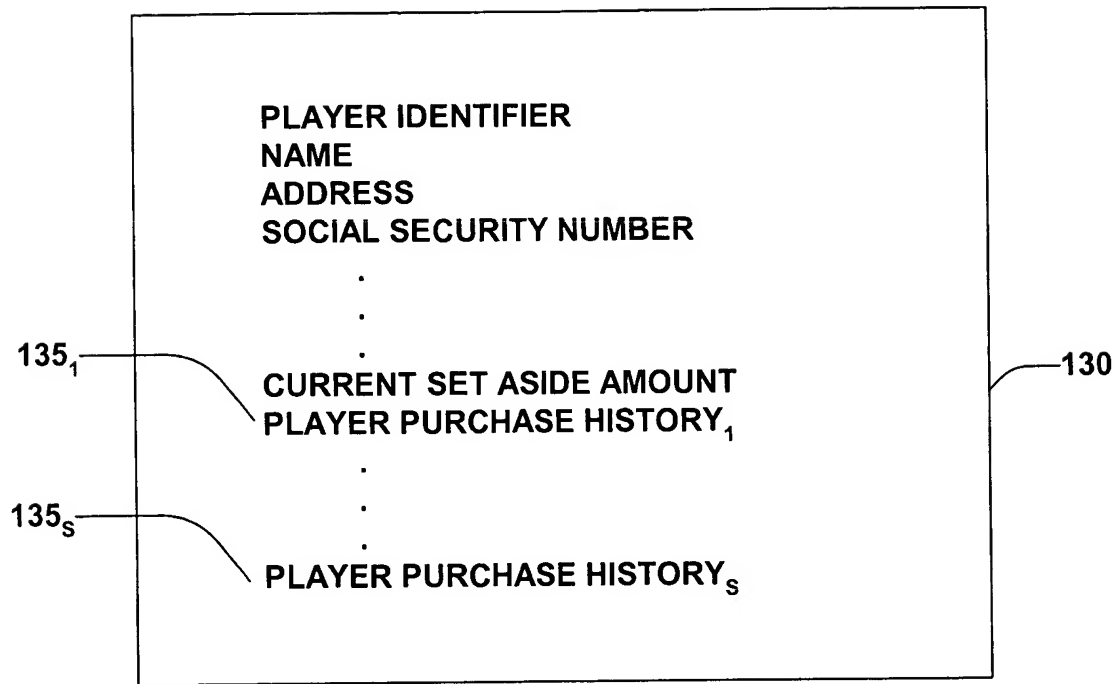 PLAYER IDENTIFIER
NAME
ADDRESS
SOCIAL SECURITY NUMBER
.
.
.
135₁
130
CURRENT SET ASIDE AMOUNT
PLAYER PURCHASE HISTORY₁
.
.
.
135ₛ
PLAYER PURCHASE HISTORYₛ